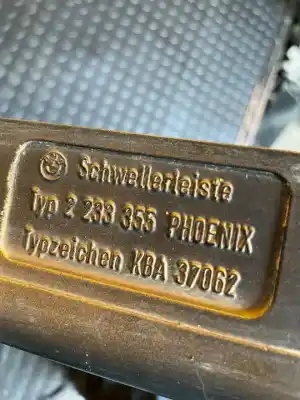 Schwellerleiste
Typ 2 233 355 PHOENIX
Typzeichen KBA 37062